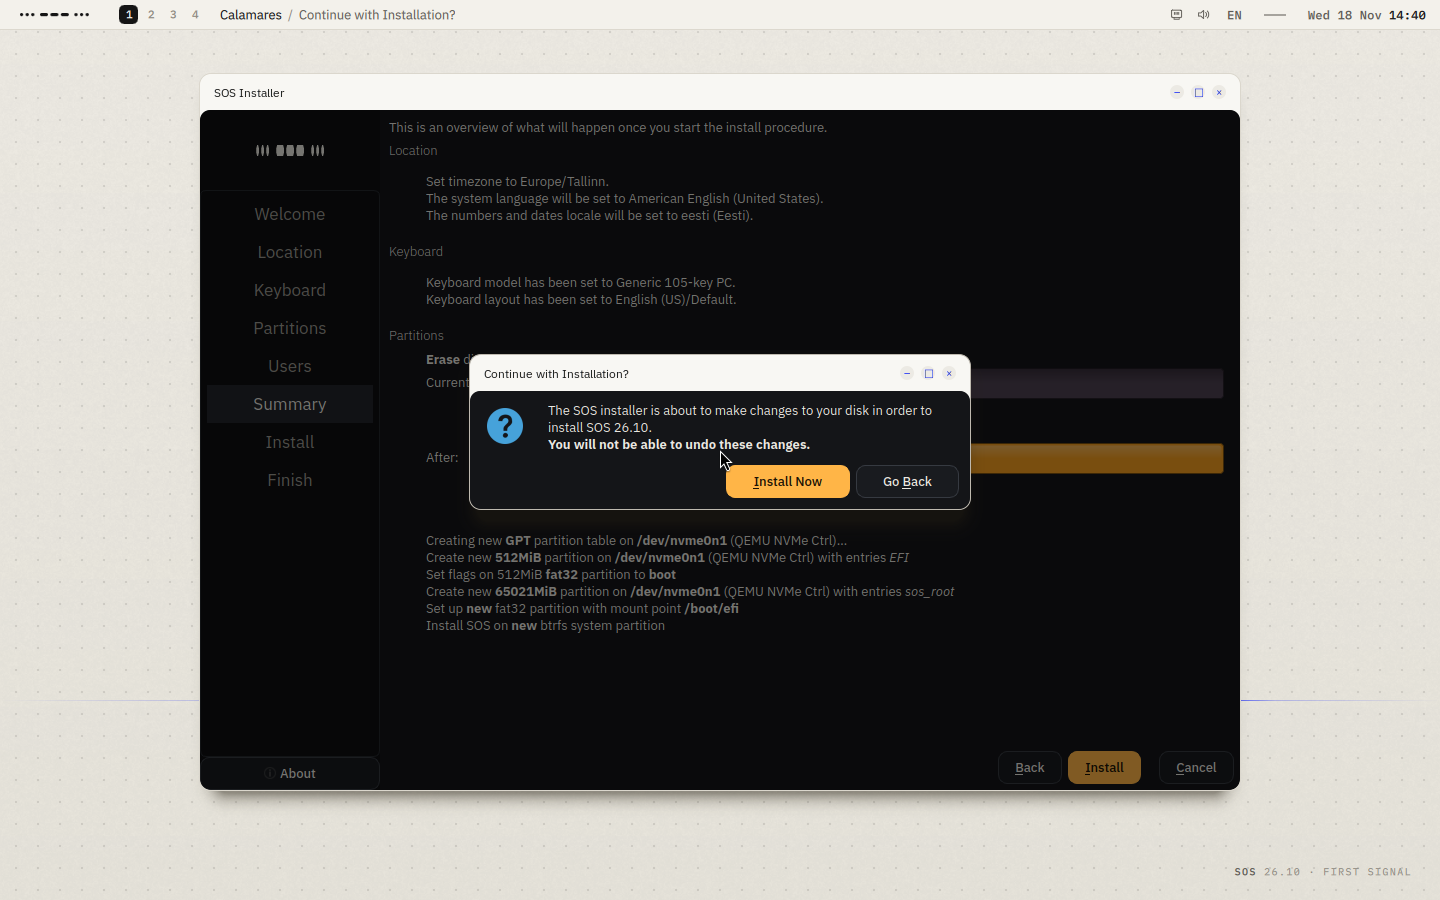 1 2 3 4 Calamares / Continue with Installation? EN Wed 18 Nov 14:40
SOS Installer
This is an overview of what will happen once you start the install procedure.
Location
Set timezone to Europe/Tallinn.
The system language will be set to American English (United States).
The numbers and dates locale will be set to eesti (Eesti).
Keyboard
Keyboard model has been set to Generic 105-key PC.
Keyboard layout has been set to English (US)/Default.
Partitions
Erase
Current
After:
Creating new GPT partition table on /dev/nvme0n1 (QEMU NVMe Ctrl)…
Create new 512MiB partition on /dev/nvme0n1 (QEMU NVMe Ctrl) with entries EFI
Set flags on 512MiB fat32 partition to boot
Create new 65021MiB partition on /dev/nvme0n1 (QEMU NVMe Ctrl) with entries sos_root
Set up new fat32 partition with mount point /boot/efi
Install SOS on new btrfs system partition
Welcome
Location
Keyboard
Partitions
Users
Summary
Install
Finish
About
Continue with Installation?
The SOS installer is about to make changes to your disk in order to
install SOS 26.10.
You will not be able to undo these changes.
Install Now
Go Back
Back
Install
Cancel
SOS 26.10 · FIRST SIGNAL